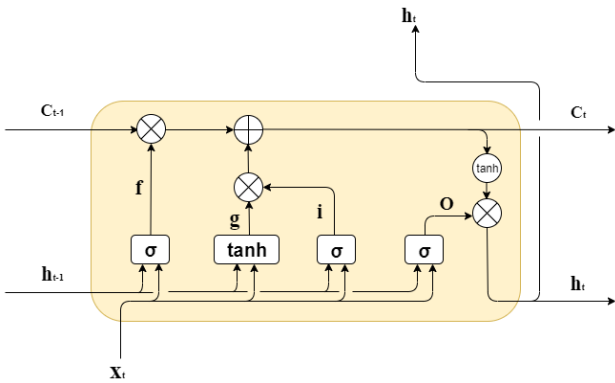 hₜ
Cₜ₋₁
Cₜ
tanh
f
g
i
O
σ
tanh
σ
σ
hₜ₋₁
hₜ
xₜ